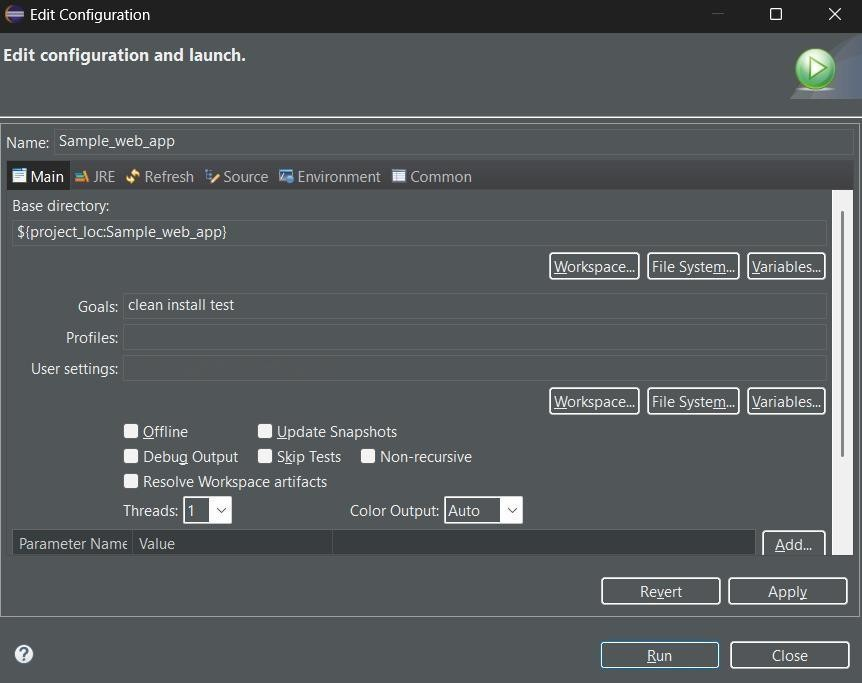 Edit Configuration
Edit configuration and launch.
Name: Sample_web_app
Main JRE Refresh Source Environment Common
Base directory:
${project_loc:Sample_web_app}
Workspace... File System... Variables...
Goals: clean install test
Profiles:
User settings:
Workspace... File System... Variables...
Offline Update Snapshots
Debug Output Skip Tests Non-recursive
Resolve Workspace artifacts
Threads: 1 Color Output: Auto
Parameter Name Value Add...
Revert Apply
? Run Close